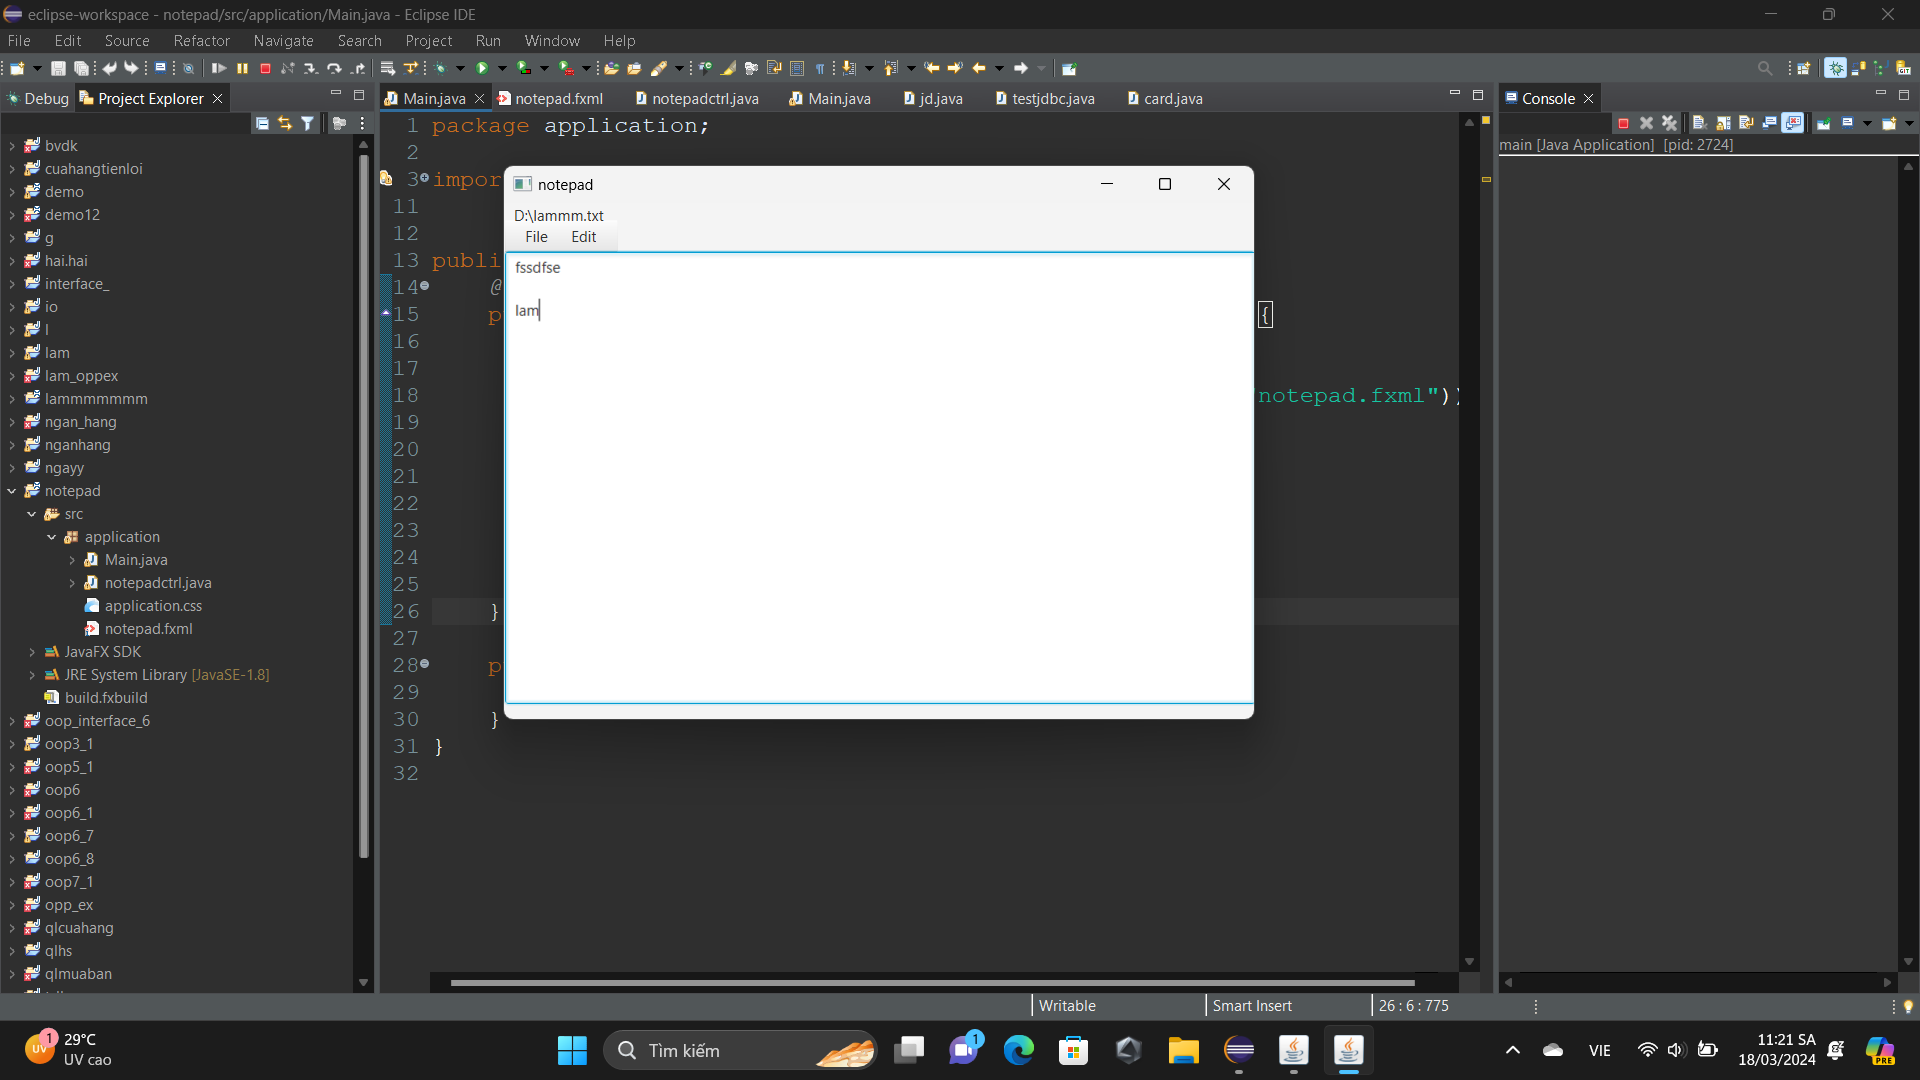 eclipse-workspace - notepad/src/application/Main.java - Eclipse IDE
File Edit Source Refactor Navigate Search Project Run Window Help
Debug Project Explorer
Main.java notepad.fxml notepadctrl.java Main.java jd.java testjdbc.java card.java
Console
main [Java Application] [pid: 2724]
bvdk
cuahangtienloi
demo
demo12
g
hai.hai
interface_
io
l
lam
lam_oppex
lammmmmmm
ngan_hang
nganhang
ngayy
notepad
src
application
Main.java
notepadctrl.java
application.css
notepad.fxml
JavaFX SDK
JRE System Library [JavaSE-1.8]
build.fxbuild
oop_interface_6
oop3_1
oop5_1
oop6
oop6_1
oop6_7
oop6_8
oop7_1
opp_ex
qlcuahang
qlhs
qlmuaban
1 package application;
2
3 impor
11
12
13 publi
14 @
15 p {
16
17
18 notepad.fxml"));
19
20
21
22
23
24
25
26 }
27
28 p
29
30 }
31 }
32
notepad
D:\lammm.txt
File Edit
fssdfse
lam
Writable Smart Insert 26 : 6 : 775
UV 1 29°C
UV cao
Tìm kiếm
1
VIE
11:21 SA
18/03/2024
PRE